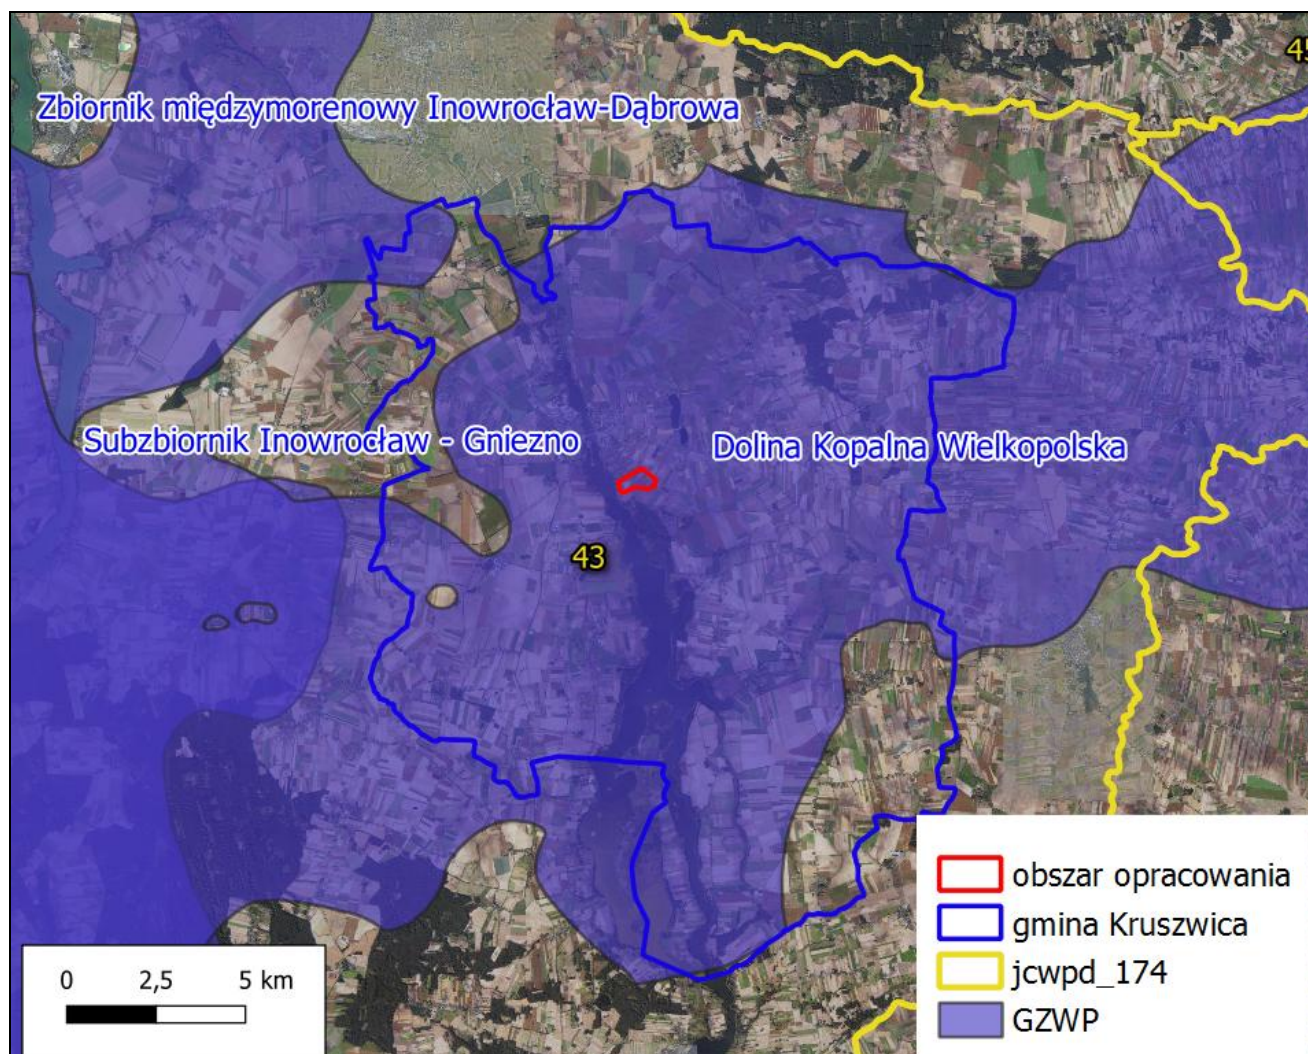 45
Zbiornik międzymorenowy Inowrocław-Dąbrowa
Subzbiornik Inowrocław - Gniezno
Dolina Kopalna Wielkopolska
43
obszar opracowania
gmina Kruszwica
jcwpd_174
GZWP
0 2,5 5 km